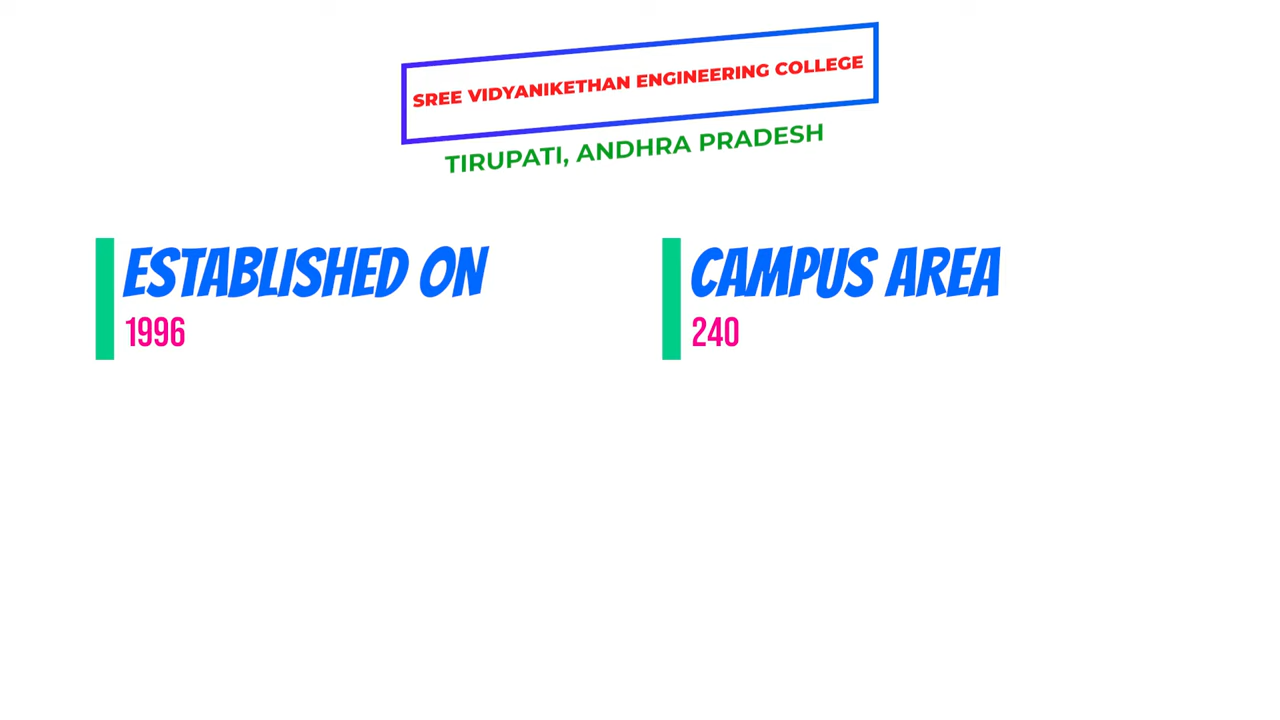 SREE VIDYANIKETHAN ENGINEERING COLLEGE
TIRUPATI, ANDHRA PRADESH
ESTABLISHED ON
1996
CAMPUS AREA
240